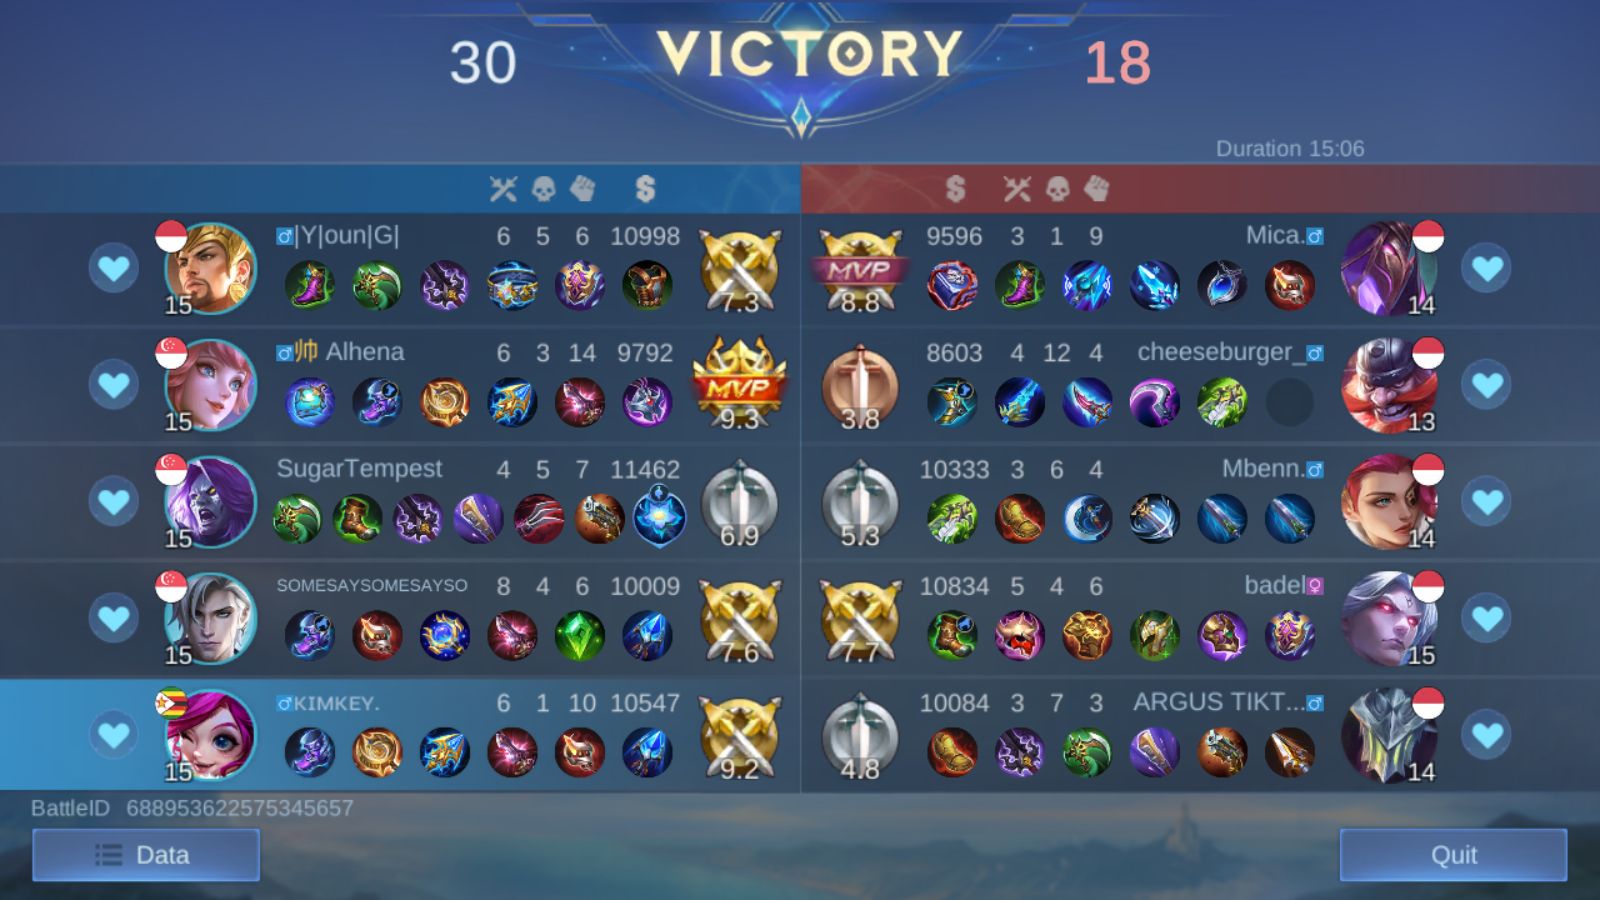 30 VICTORY 18
Duration 15:06
|Y|oun|G| 6 5 6 10998
15 7.3
9596 3 1 9 Mica.
MVP 8.8 14
帅 Alhena 6 3 14 9792
15 MVP 9.3
8603 4 12 4 cheeseburger_
3.8 13
SugarTempest 4 5 7 11462
15 6.9
10333 3 6 4 Mbenn.
5.3 14
SOMESAYSOMESAYSO 8 4 6 10009
15 7.6
10834 5 4 6 badel
7.7 15
KIMKEY. 6 1 10 10547
15 9.2
10084 3 7 3 ARGUS TIKT...
4.8 14
BattleID 688953622575345657
Data
Quit